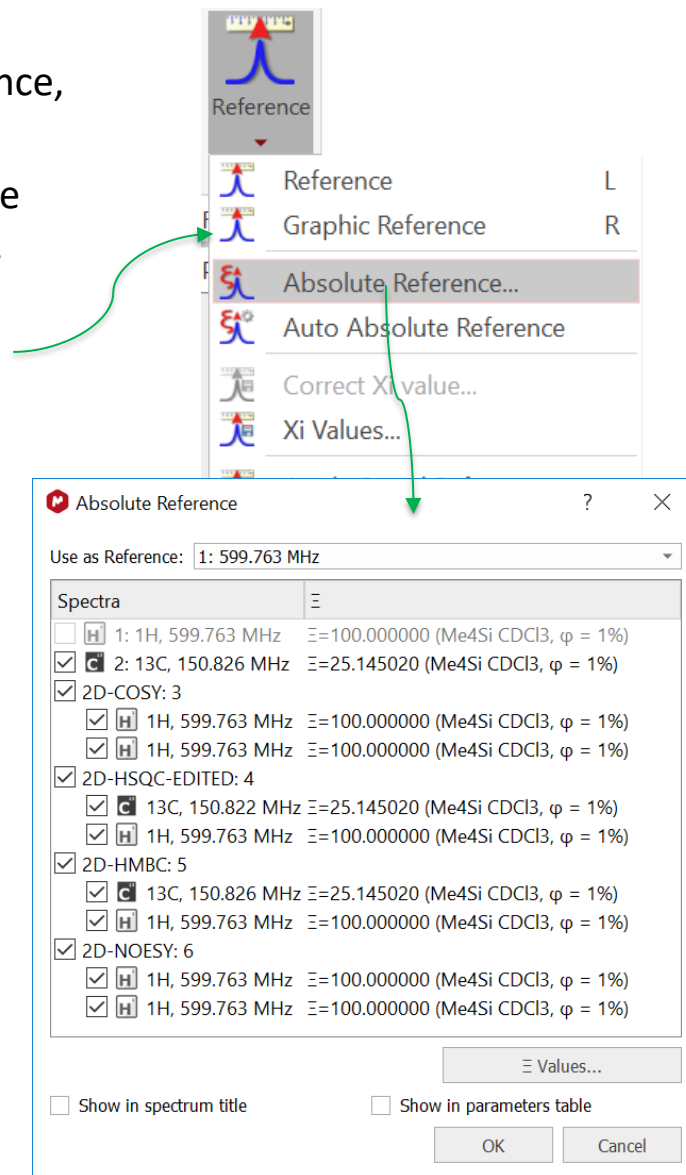 nce,
e
Reference
Reference L
Graphic Reference R
Absolute Reference...
Auto Absolute Reference
Correct Xi value...
Xi Values...
Absolute Reference ?
Use as Reference: 1: 599.763 MHz
Spectra Ξ
1: 1H, 599.763 MHz Ξ=100.000000 (Me4Si CDCl3, φ = 1%)
2: 13C, 150.826 MHz Ξ=25.145020 (Me4Si CDCl3, φ = 1%)
2D-COSY: 3
H 1H, 599.763 MHz Ξ=100.000000 (Me4Si CDCl3, φ = 1%)
H 1H, 599.763 MHz Ξ=100.000000 (Me4Si CDCl3, φ = 1%)
2D-HSQC-EDITED: 4
C 13C, 150.822 MHz Ξ=25.145020 (Me4Si CDCl3, φ = 1%)
H 1H, 599.763 MHz Ξ=100.000000 (Me4Si CDCl3, φ = 1%)
2D-HMBC: 5
C 13C, 150.826 MHz Ξ=25.145020 (Me4Si CDCl3, φ = 1%)
H 1H, 599.763 MHz Ξ=100.000000 (Me4Si CDCl3, φ = 1%)
2D-NOESY: 6
H 1H, 599.763 MHz Ξ=100.000000 (Me4Si CDCl3, φ = 1%)
H 1H, 599.763 MHz Ξ=100.000000 (Me4Si CDCl3, φ = 1%)
Ξ Values...
Show in spectrum title Show in parameters table
OK Cancel